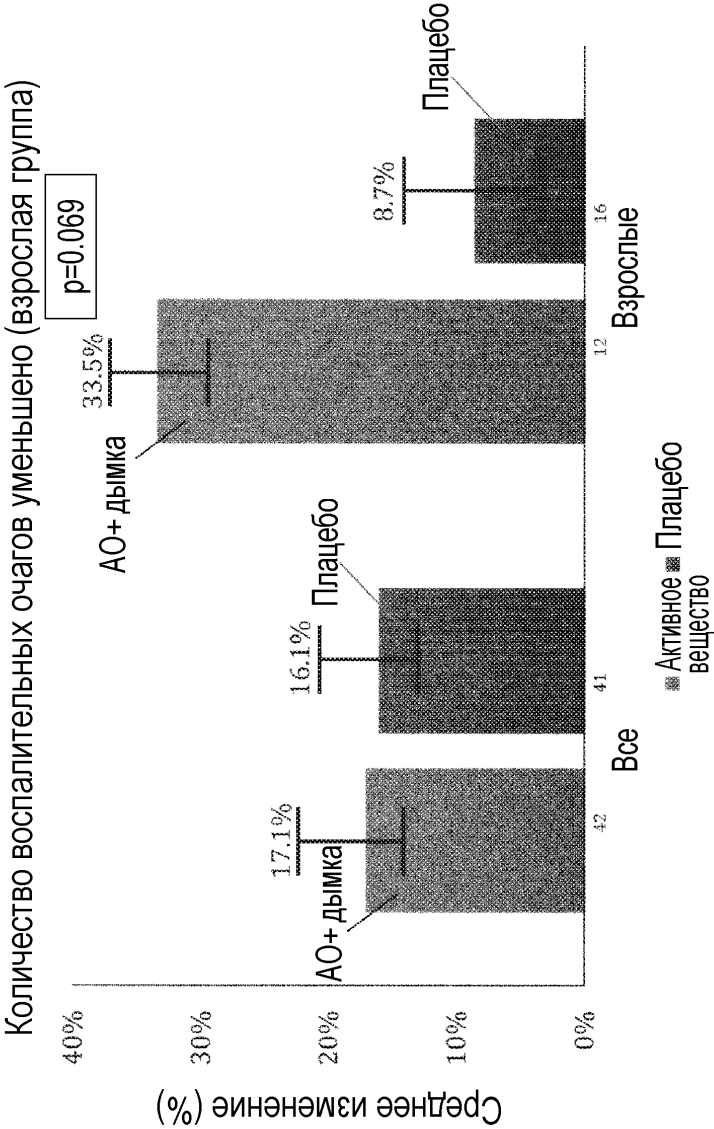 Количество воспалительных очагов уменьшено (взрослая группа)
p=0.069
Среднее изменение (%)
40%
30%
20%
10%
0%
17.1%
АО+ дымка
16.1%
Плацебо
33.5%
АО+ дымка
8.7%
Плацебо
42
41
12
16
Все
Взрослые
Активное вещество
Плацебо